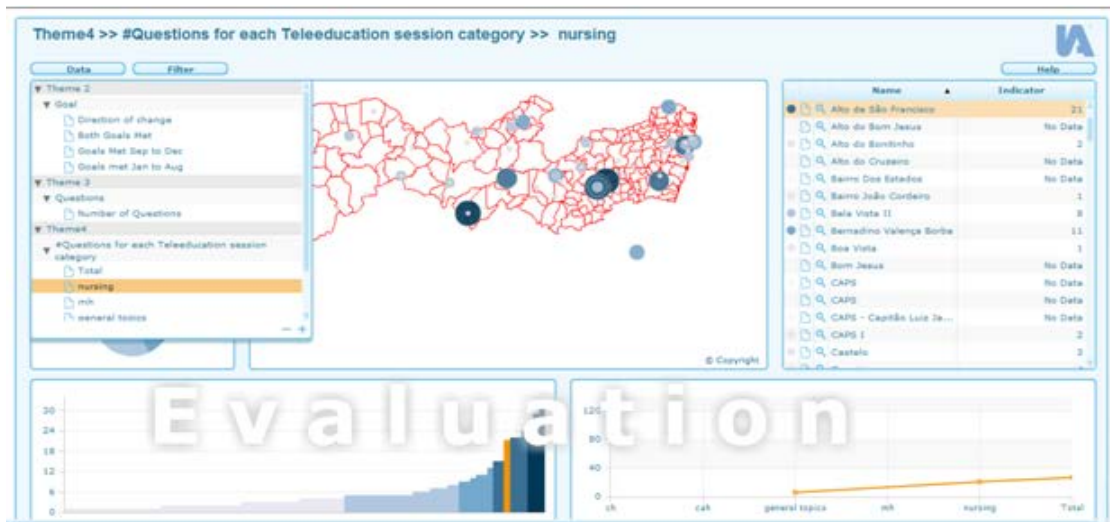 Theme4 >> #Questions for each Teleeducation session category >> nursing
Data Filter Help
Theme 2
Goal
Direction of change
Both Goals Met
Goals Met Sep to Dec
Goals met Jan to Aug
Theme 3
Questions
Number of Questions
Theme4
#Questions for each Teleeducation session
category
Total
nursing
mh
general topics
© Copyright
Name Indicator
Alto de São Francisco 21
Alto do Bom Jesus No Data
Alto do Bonitinho 2
Alto do Cruzeiro No Data
Bairro Dos Estados No Data
Bairro João Cordeiro 1
Bela Vista II 8
Bernadino Valença Borba 11
Boa Vista 1
Bom Jesus No Data
CAPS No Data
CAPS No Data
CAPS - Capitão Luiz Ja... No Data
CAPS I 2
Castelo
Evaluation
30
24
18
12
6
0
120
80
40
0
ch cah general topics mh nursing Total